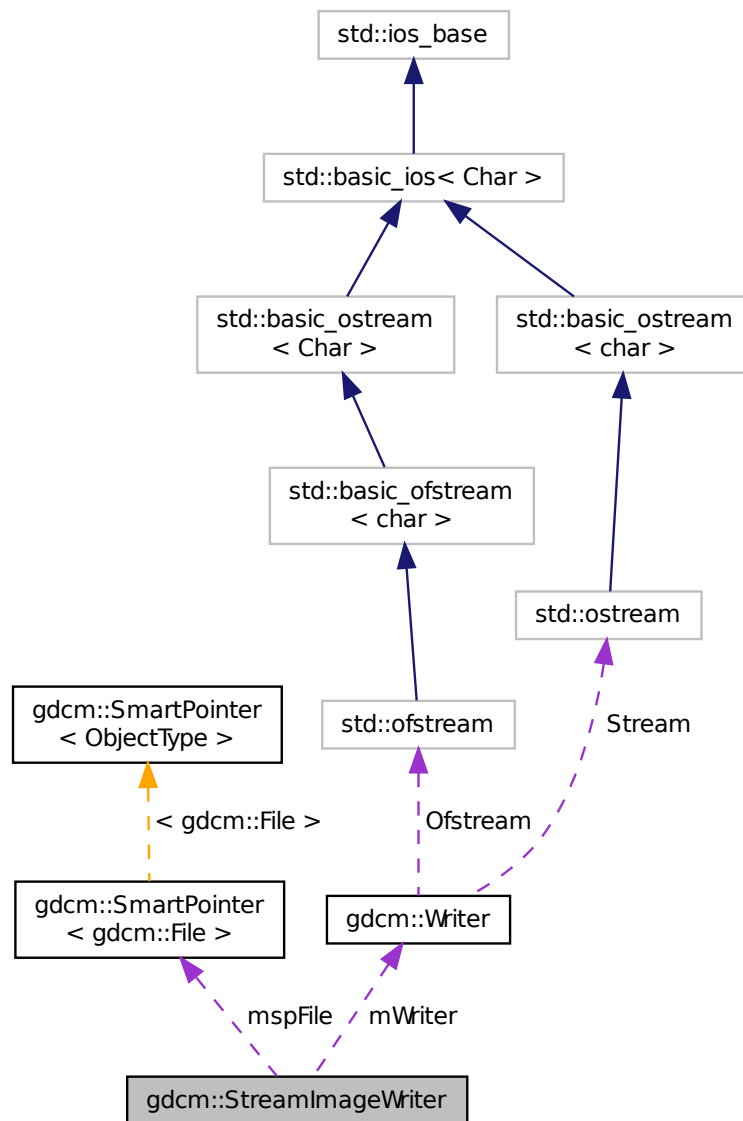 std::ios_base
std::basic_ios< Char >
std::basic_ostream
< Char >
std::basic_ostream
< char >
std::basic_ofstream
< char >
std::ostream
gdcm::SmartPointer
< ObjectType >
std::ofstream
Stream
< gdcm::File >
Ofstream
gdcm::SmartPointer
< gdcm::File >
gdcm::Writer
mspFile
mWriter
gdcm::StreamImageWriter